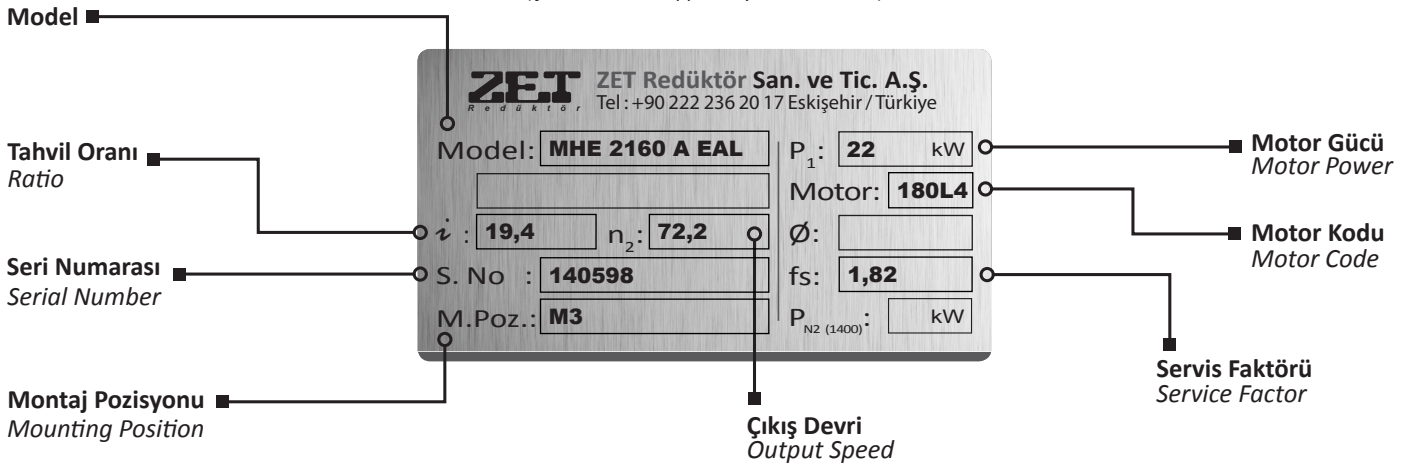 Model
ZET Redüktör San. ve Tic. A.Ş.
ZET
Redüktör
Tel : +90 222 236 20 17 Eskişehir / Türkiye
Model: MHE 2160 A EAL
P1: 22 kW
Motor: 180L4
i : 19,4 n2: 72,2
Ø:
S. No : 140598
fs: 1,82
M.Poz.: M3
PN2 (1400): kW
Tahvil Oranı
Ratio
Seri Numarası
Serial Number
Montaj Pozisyonu
Mounting Position
Motor Gücü
Motor Power
Motor Kodu
Motor Code
Servis Faktörü
Service Factor
Çıkış Devri
Output Speed